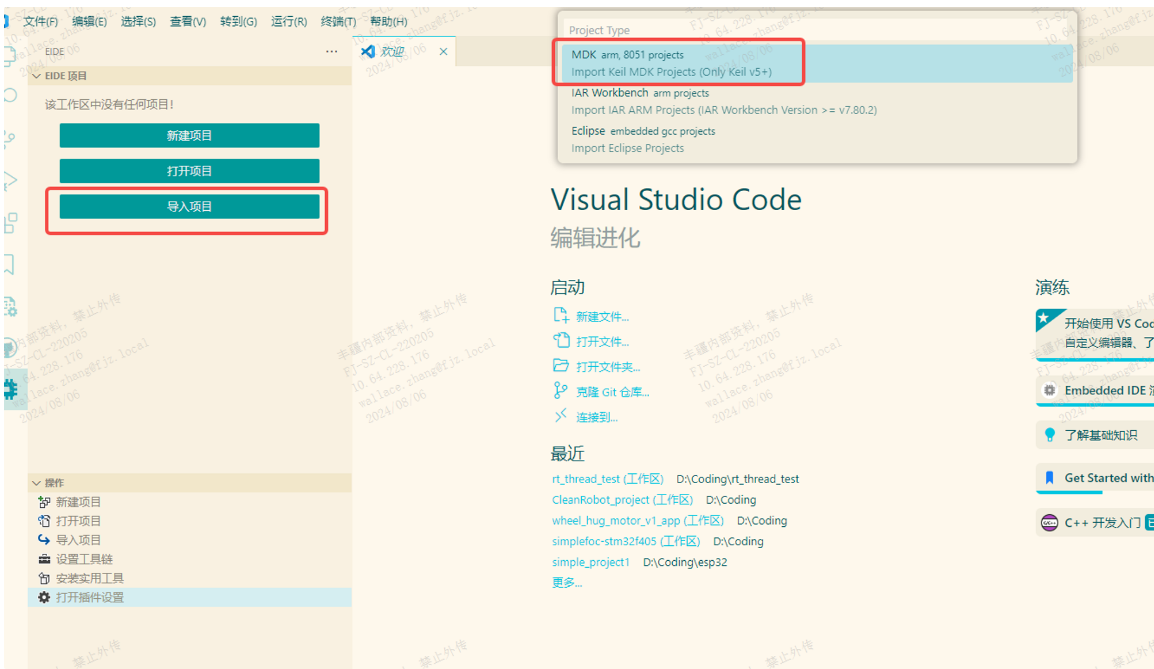 文件(F) 编辑(E) 选择(S) 查看(V) 转到(G) 运行(R) 终端(T) 帮助(H)
EIDE
EIDE 项目
该工作区中没有任何项目!
新建项目
打开项目
导入项目
操作
新建项目
打开项目
导入项目
设置工具链
安装实用工具
打开插件设置
欢迎
Project Type
MDK arm, 8051 projects
Import Keil MDK Projects (Only Keil v5+)
IAR Workbench arm projects
Import IAR ARM Projects (IAR Workbench Version >= v7.80.2)
Eclipse embedded gcc projects
Import Eclipse Projects
Visual Studio Code
编辑进化
启动
新建文件...
打开文件...
打开文件夹...
克隆 Git 仓库...
连接到...
最近
rt_thread_test (工作区) D:\Coding\rt_thread_test
CleanRobot_project (工作区) D:\Coding
wheel_hug_motor_v1_app (工作区) D:\Coding
simplefoc-stm32f405 (工作区) D:\Coding
simple_project1 D:\Coding\esp32
更多...
演练
开始使用 VS Cod
自定义编辑器、了
Embedded IDE
了解基础知识
Get Started with
C++ 开发入门
丰疆内部资料，禁止外传
FJ-SZ-CL-220205
10.64.228.176
wallace.zhang@fjz.local
2024/08/06